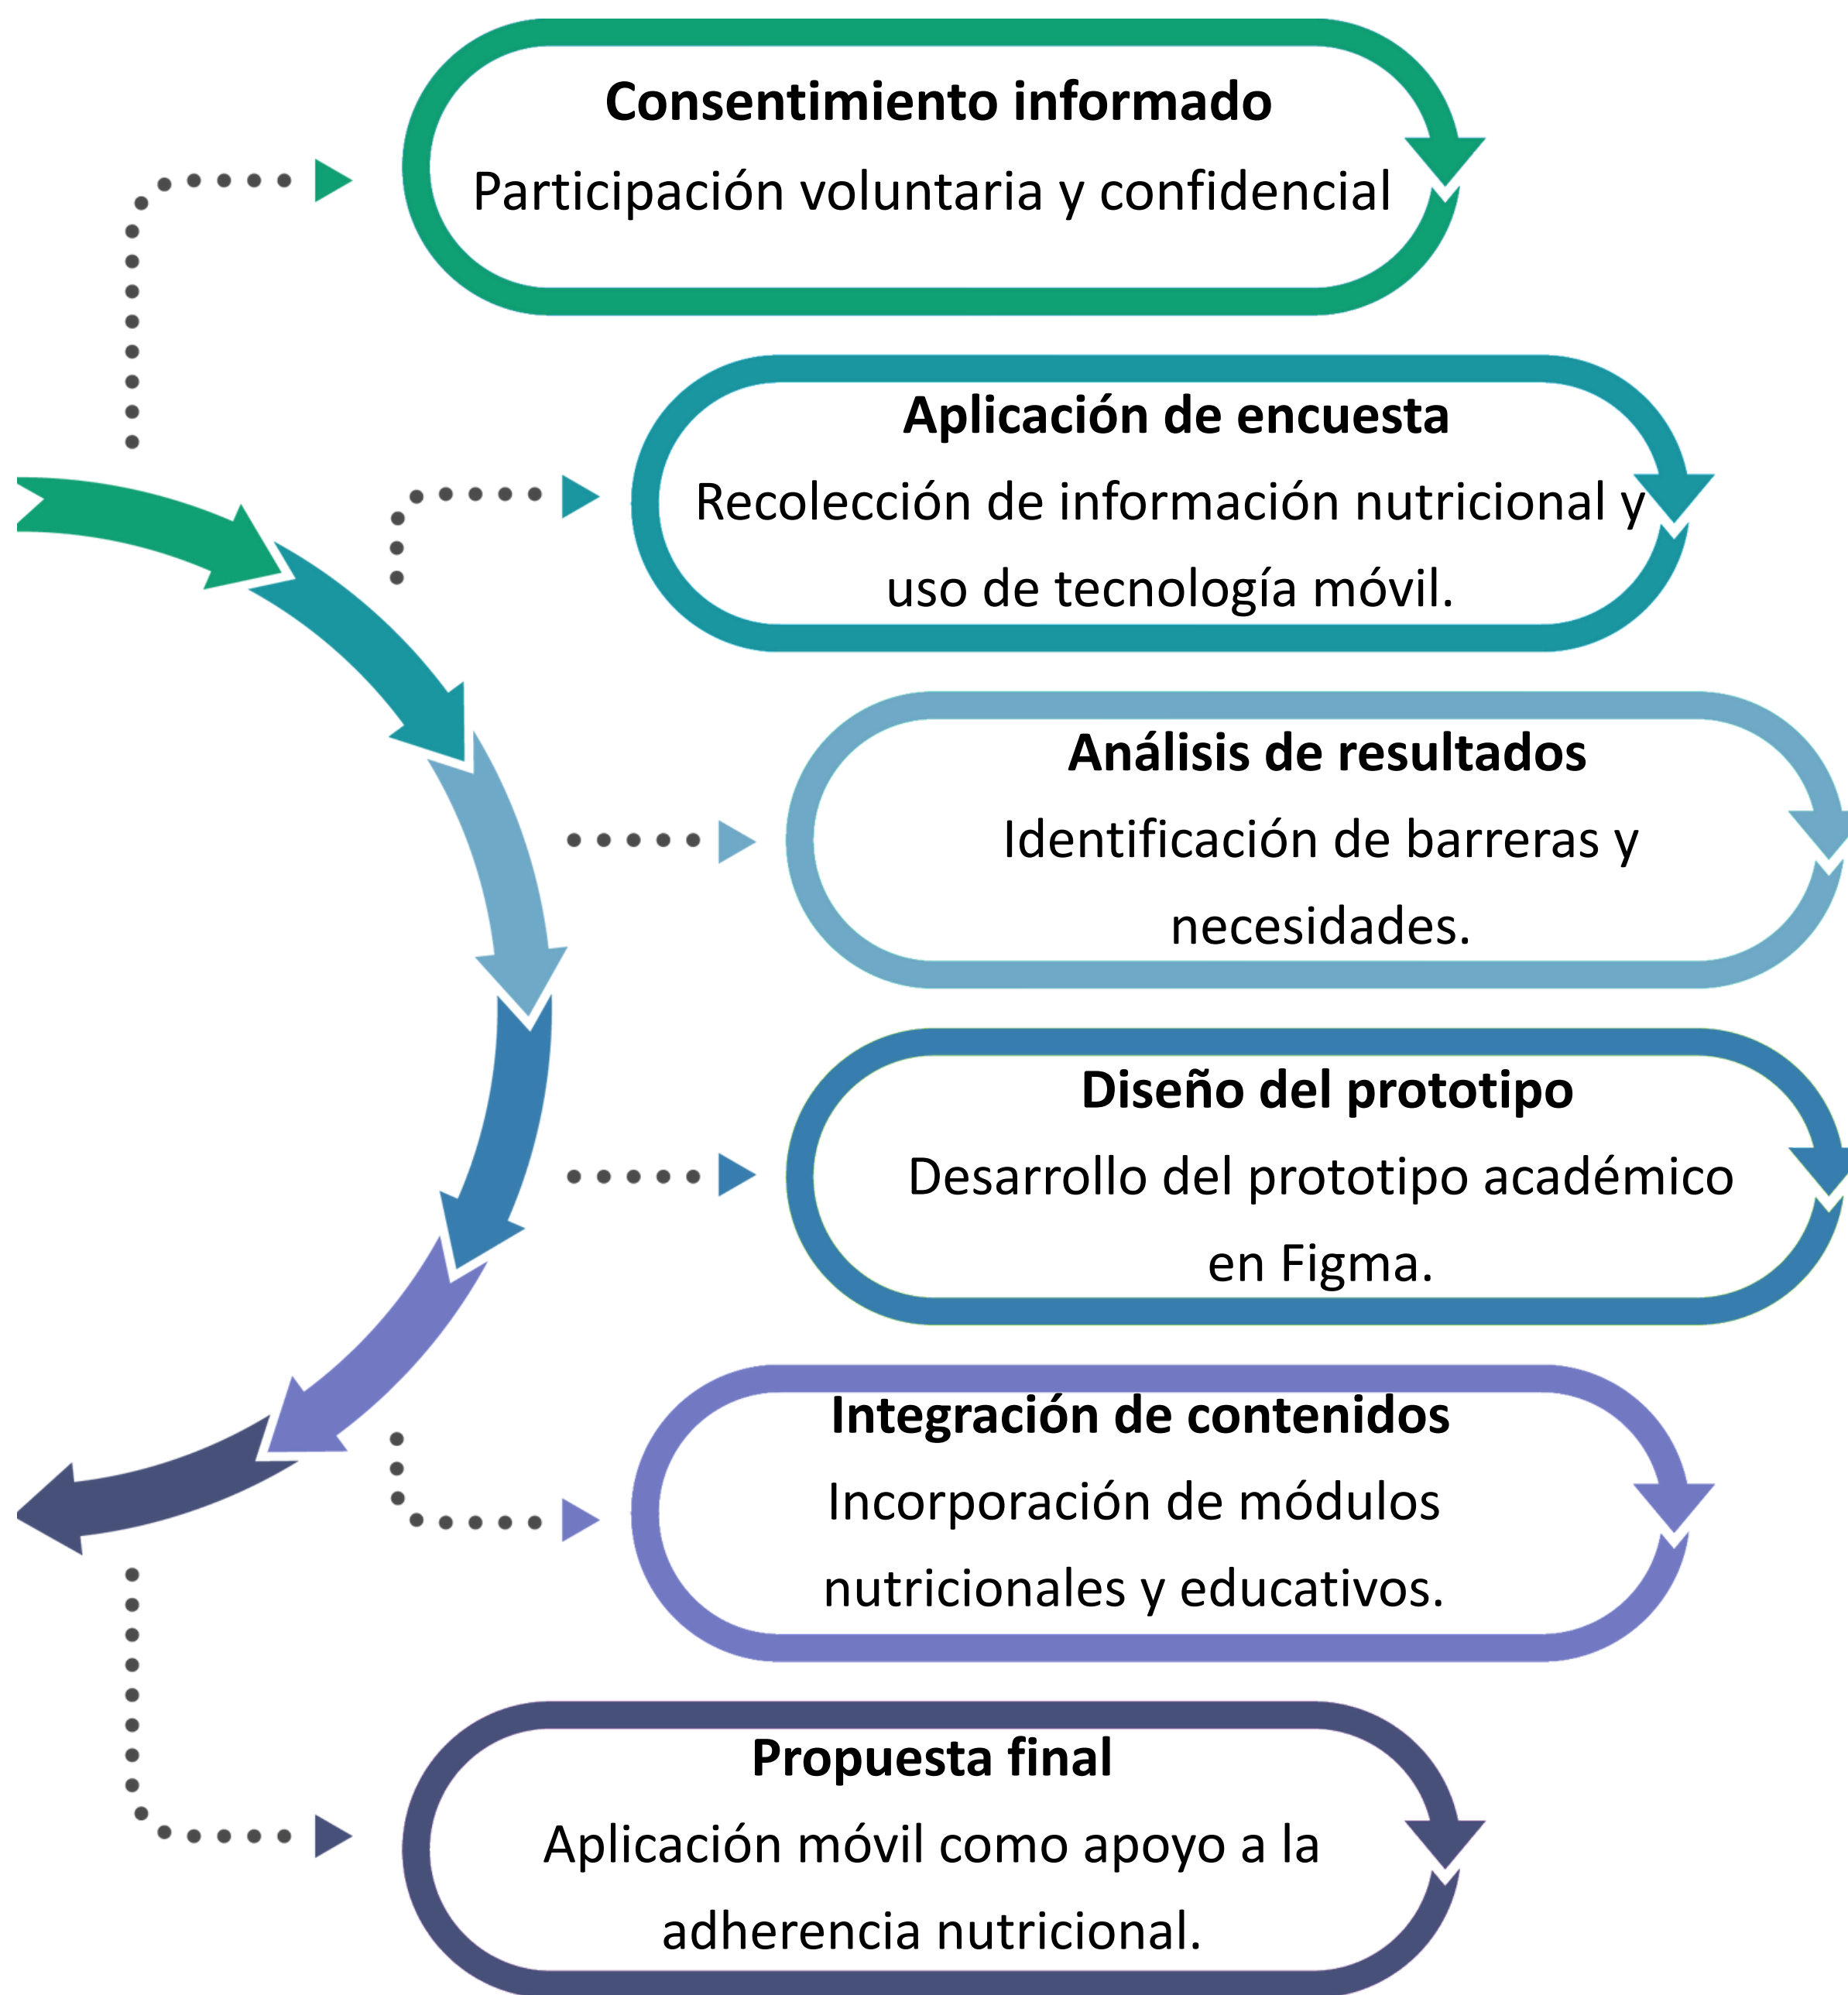 Consentimiento informado
Participación voluntaria y confidencial
Aplicación de encuesta
Recolección de información nutricional y
uso de tecnología móvil.
Análisis de resultados
Identificación de barreras y
necesidades.
Diseño del prototipo
Desarrollo del prototipo académico
en Figma.
Integración de contenidos
Incorporación de módulos
nutricionales y educativos.
Propuesta final
Aplicación móvil como apoyo a la
adherencia nutricional.